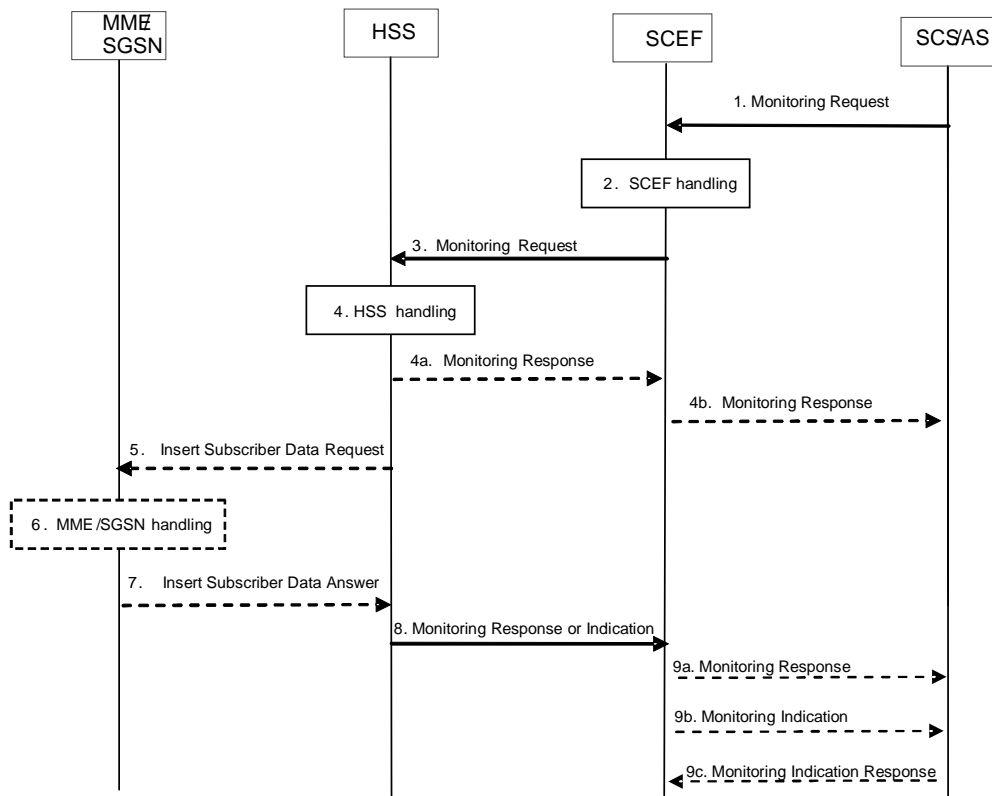 MME/
SGSN
HSS
SCEF
SCS/AS
1. Monitoring Request
2. SCEF handling
3. Monitoring Request
4. HSS handling
4a. Monitoring Response
4b. Monitoring Response
5. Insert Subscriber Data Request
6. MME/SGSN handling
7. Insert Subscriber Data Answer
8. Monitoring Response or Indication
9a. Monitoring Response
9b. Monitoring Indication
9c. Monitoring Indication Response